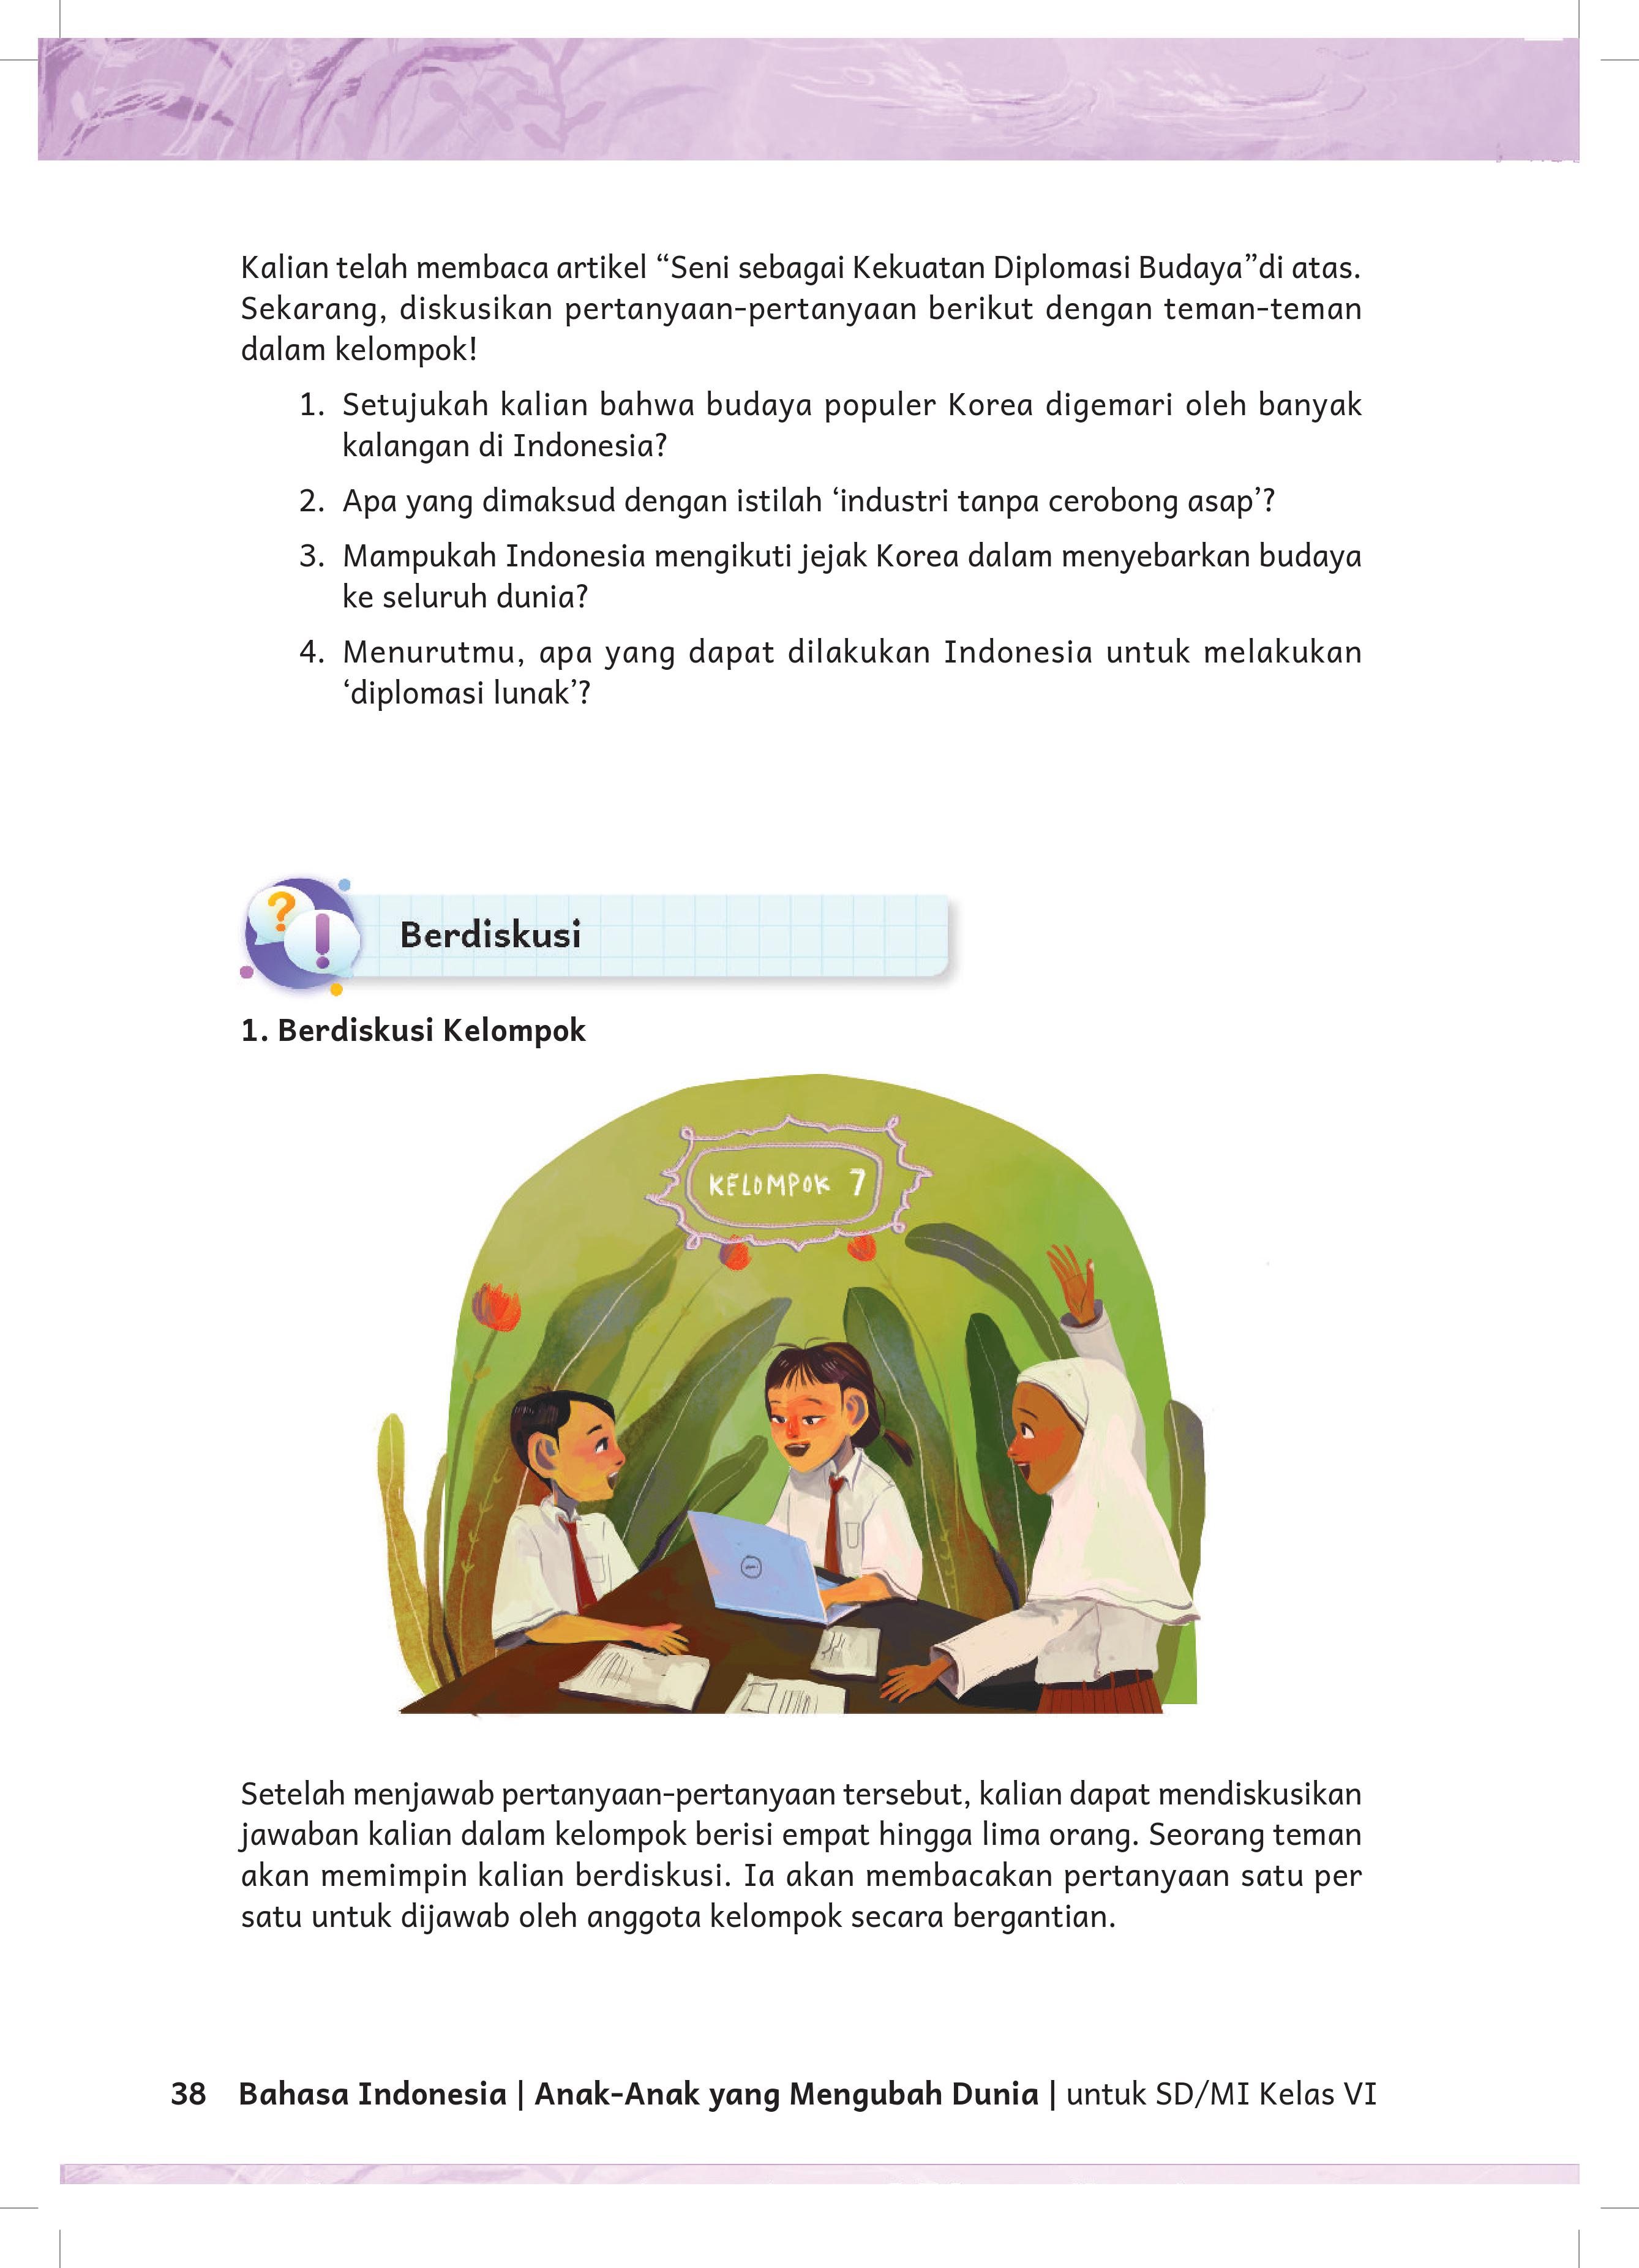 Kalian telah membaca artikel “Seni sebagai Kekuatan Diplomasi Budaya”di atas.
Sekarang, diskusikan pertanyaan-pertanyaan berikut dengan teman-teman
dalam kelompok!
1. Setujukah kalian bahwa budaya populer Korea digemari oleh banyak
kalangan di Indonesia?
2. Apa yang dimaksud dengan istilah ‘industri tanpa cerobong asap’?
3. Mampukah Indonesia mengikuti jejak Korea dalam menyebarkan budaya
ke seluruh dunia?
4. Menurutmu, apa yang dapat dilakukan Indonesia untuk melakukan
‘diplomasi lunak’?
Berdiskusi
1. Berdiskusi Kelompok
KELOMPOK 7
Setelah menjawab pertanyaan-pertanyaan tersebut, kalian dapat mendiskusikan
jawaban kalian dalam kelompok berisi empat hingga lima orang. Seorang teman
akan memimpin kalian berdiskusi. Ia akan membacakan pertanyaan satu per
satu untuk dijawab oleh anggota kelompok secara bergantian.
38 Bahasa Indonesia | Anak-Anak yang Mengubah Dunia | untuk SD/MI Kelas VI